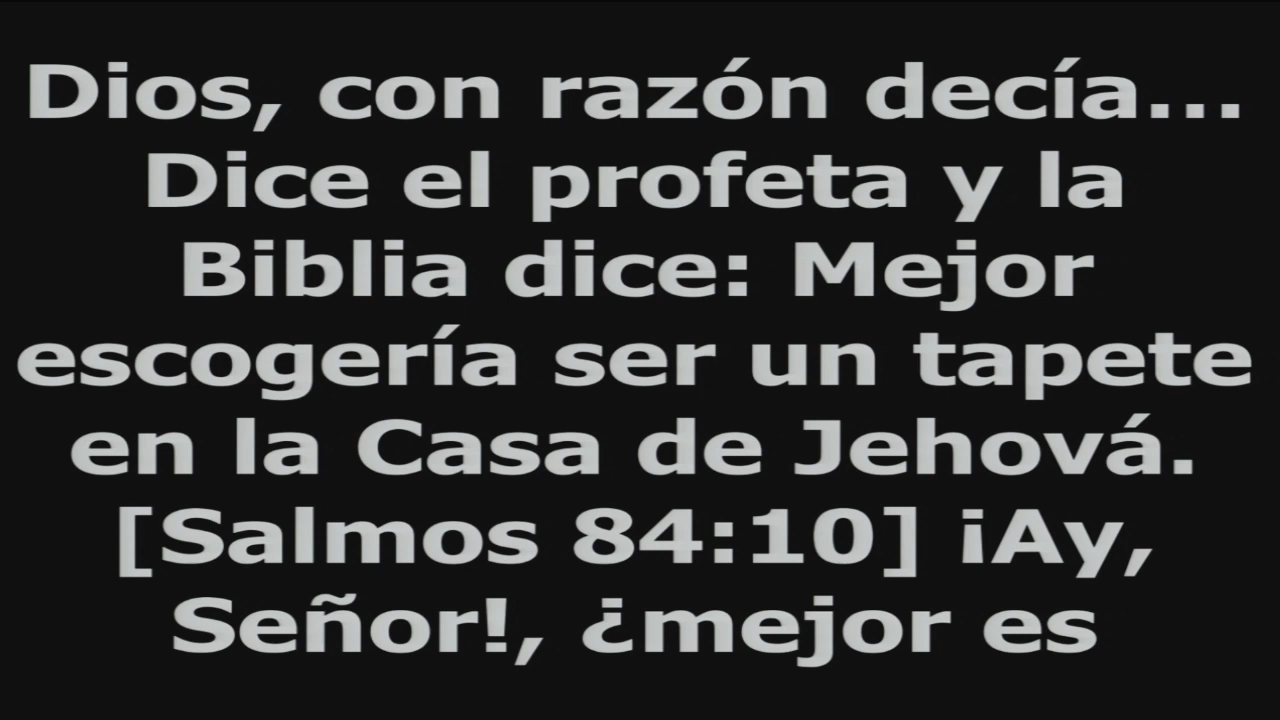 Dios, con razón decía...
Dice el profeta y la
Biblia dice: Mejor
escogería ser un tapete
en la Casa de Jehová.
[Salmos 84:10] ¡Ay,
Señor!, ¿mejor es